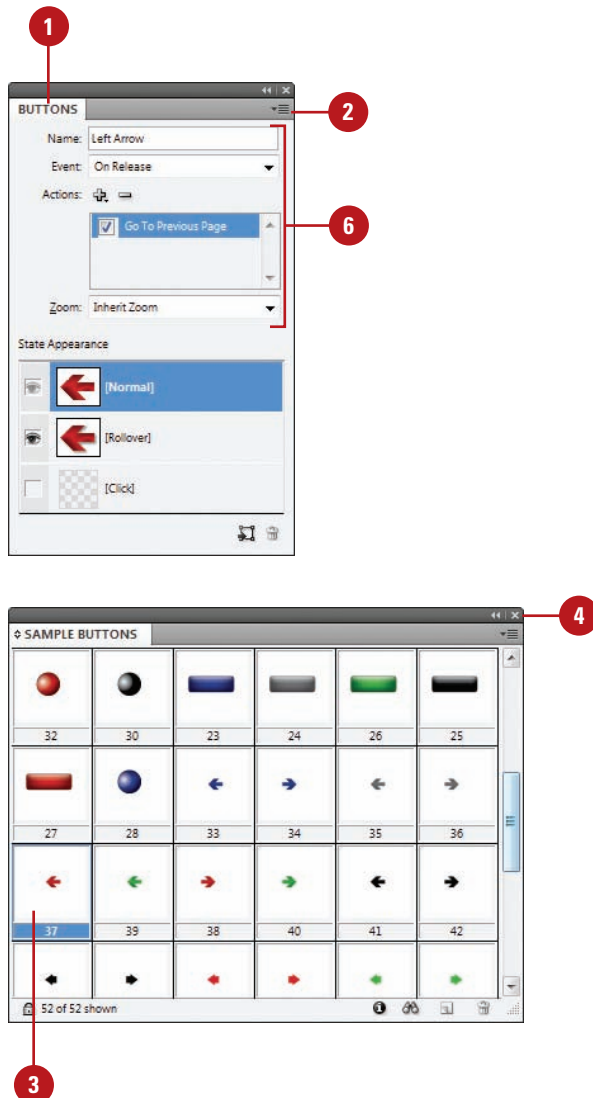 1
BUTTONS
2
Name: Left Arrow
Event: On Release
Actions:
Go To Previous Page
6
Zoom: Inherit Zoom
State Appearance
[Normal]
[Rollover]
[Click]
4
SAMPLE BUTTONS
32 30 23 24 26 25
27 28 33 34 35 36
37 39 38 40 41 42
52 of 52 shown
3